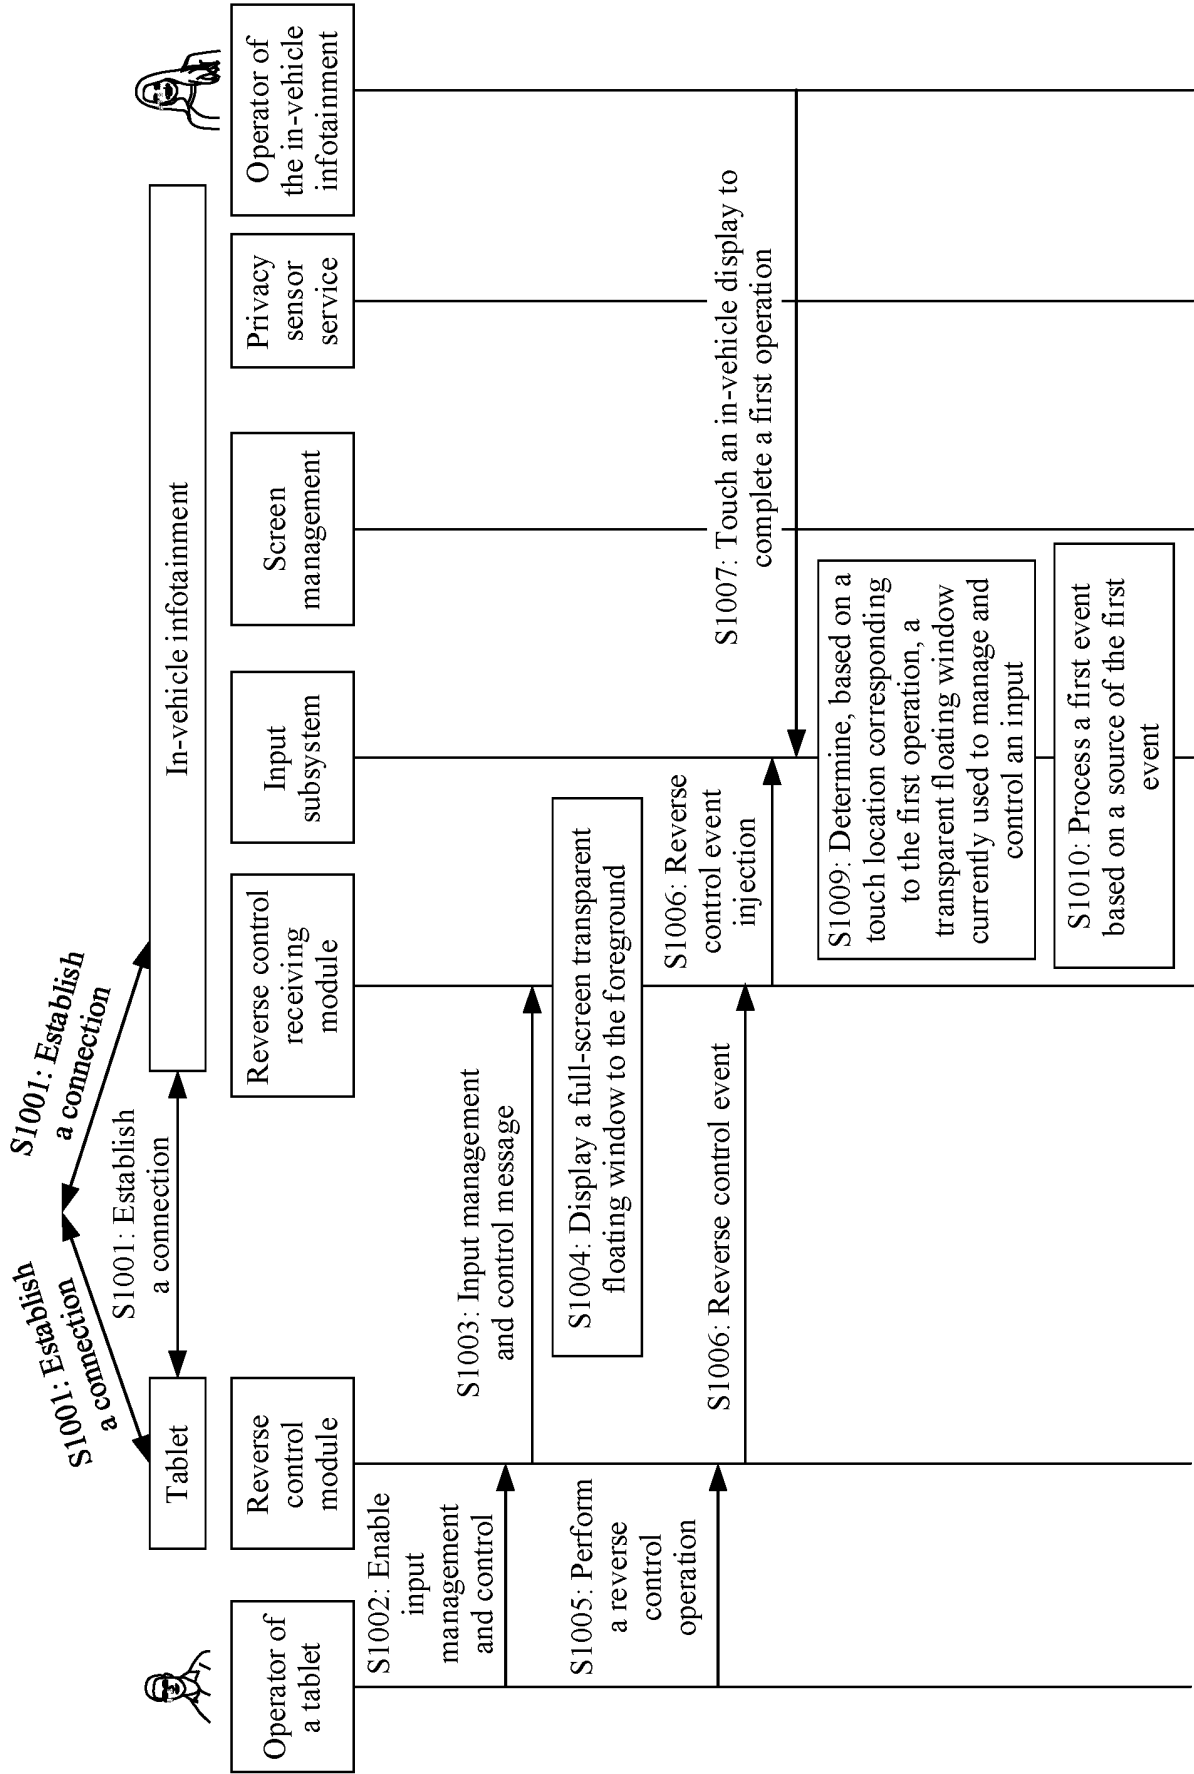 S1001: Establish
a connection
S1001: Establish
a connection
Tablet
S1001: Establish
a connection
In-vehicle infotainment
Operator of
a tablet
Reverse
control
module
Reverse control
receiving
module
Input
subsystem
Screen
management
Privacy
sensor
service
Operator of
the in-vehicle
infotainment
S1002: Enable
input
management
and control
S1003: Input management
and control message
S1004: Display a full-screen transparent
floating window to the foreground
S1005: Perform
a reverse
control
operation
S1006: Reverse control event
S1006: Reverse
control event
injection
S1007: Touch an in-vehicle display to
complete a first operation
S1009: Determine, based on a
touch location corresponding
to the first operation, a
transparent floating window
currently used to manage and
control an input
S1010: Process a first event
based on a source of the first
event